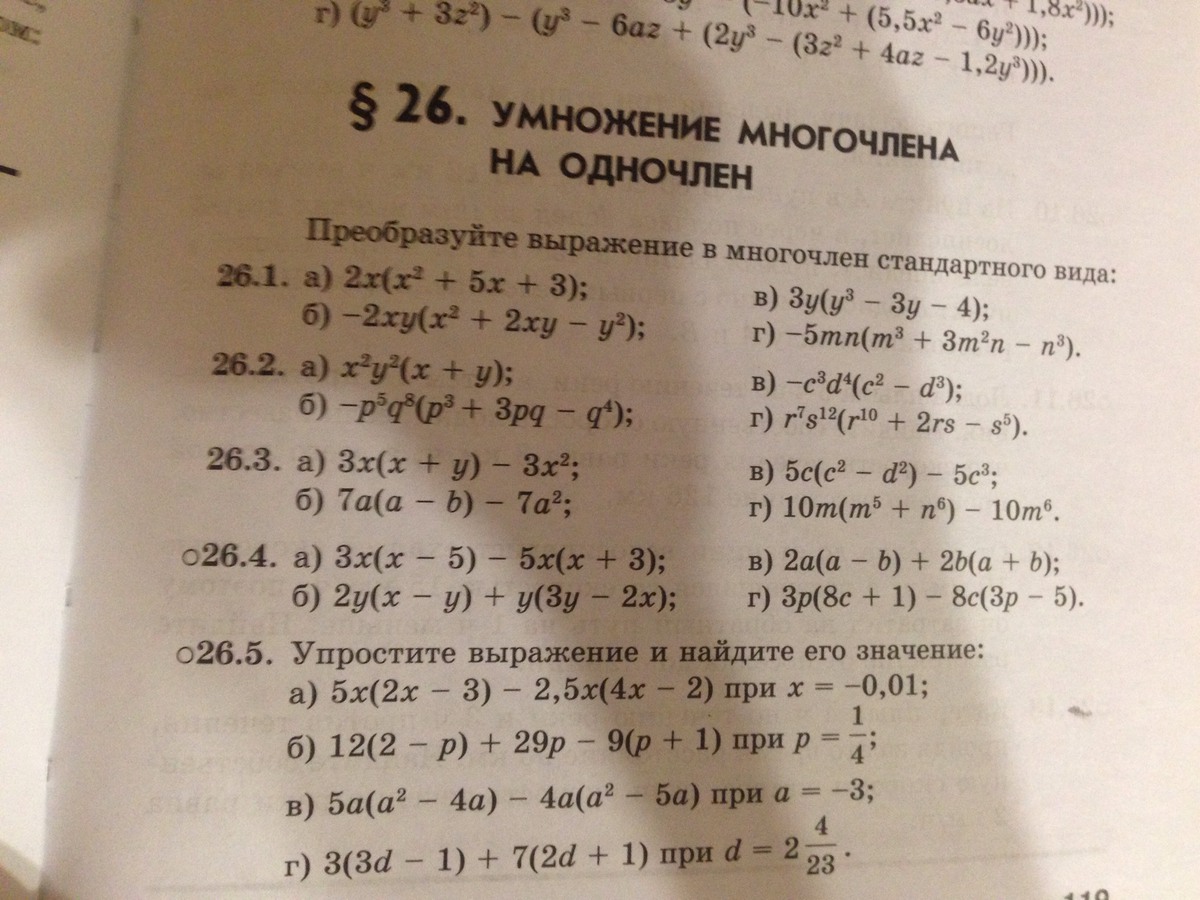 (–10x² + (5,5x² – 6y²)));
+ 1,8x²)));
г) (y³ + 3z²) – (y³ – 6az + (2y³ – (3z² + 4az – 1,2y³))).
§ 26. УМНОЖЕНИЕ МНОГОЧЛЕНА
НА ОДНОЧЛЕН
Преобразуйте выражение в многочлен стандартного вида:
26.1. а) 2x(x² + 5x + 3); в) 3y(y³ – 3y – 4);
б) –2xy(x² + 2xy – y²); г) –5mn(m³ + 3m²n – n³).
26.2. а) x²y²(x + y); в) –c³d⁴(c² – d³);
б) –p⁵q⁸(p³ + 3pq – q⁴); г) r⁷s¹²(r¹⁰ + 2rs – s⁵).
26.3. а) 3x(x + y) – 3x²; в) 5c(c² – d²) – 5c³;
б) 7a(a – b) – 7a²; г) 10m(m⁵ + n⁶) – 10m⁶.
○26.4. а) 3x(x – 5) – 5x(x + 3); в) 2a(a – b) + 2b(a + b);
б) 2y(x – y) + y(3y – 2x); г) 3p(8c + 1) – 8c(3p – 5).
○26.5. Упростите выражение и найдите его значение:
а) 5x(2x – 3) – 2,5x(4x – 2) при x = –0,01;
б) 12(2 – p) + 29p – 9(p + 1) при p = 1/4;
в) 5a(a² – 4a) – 4a(a² – 5a) при a = –3;
г) 3(3d – 1) + 7(2d + 1) при d = 2 4/23.